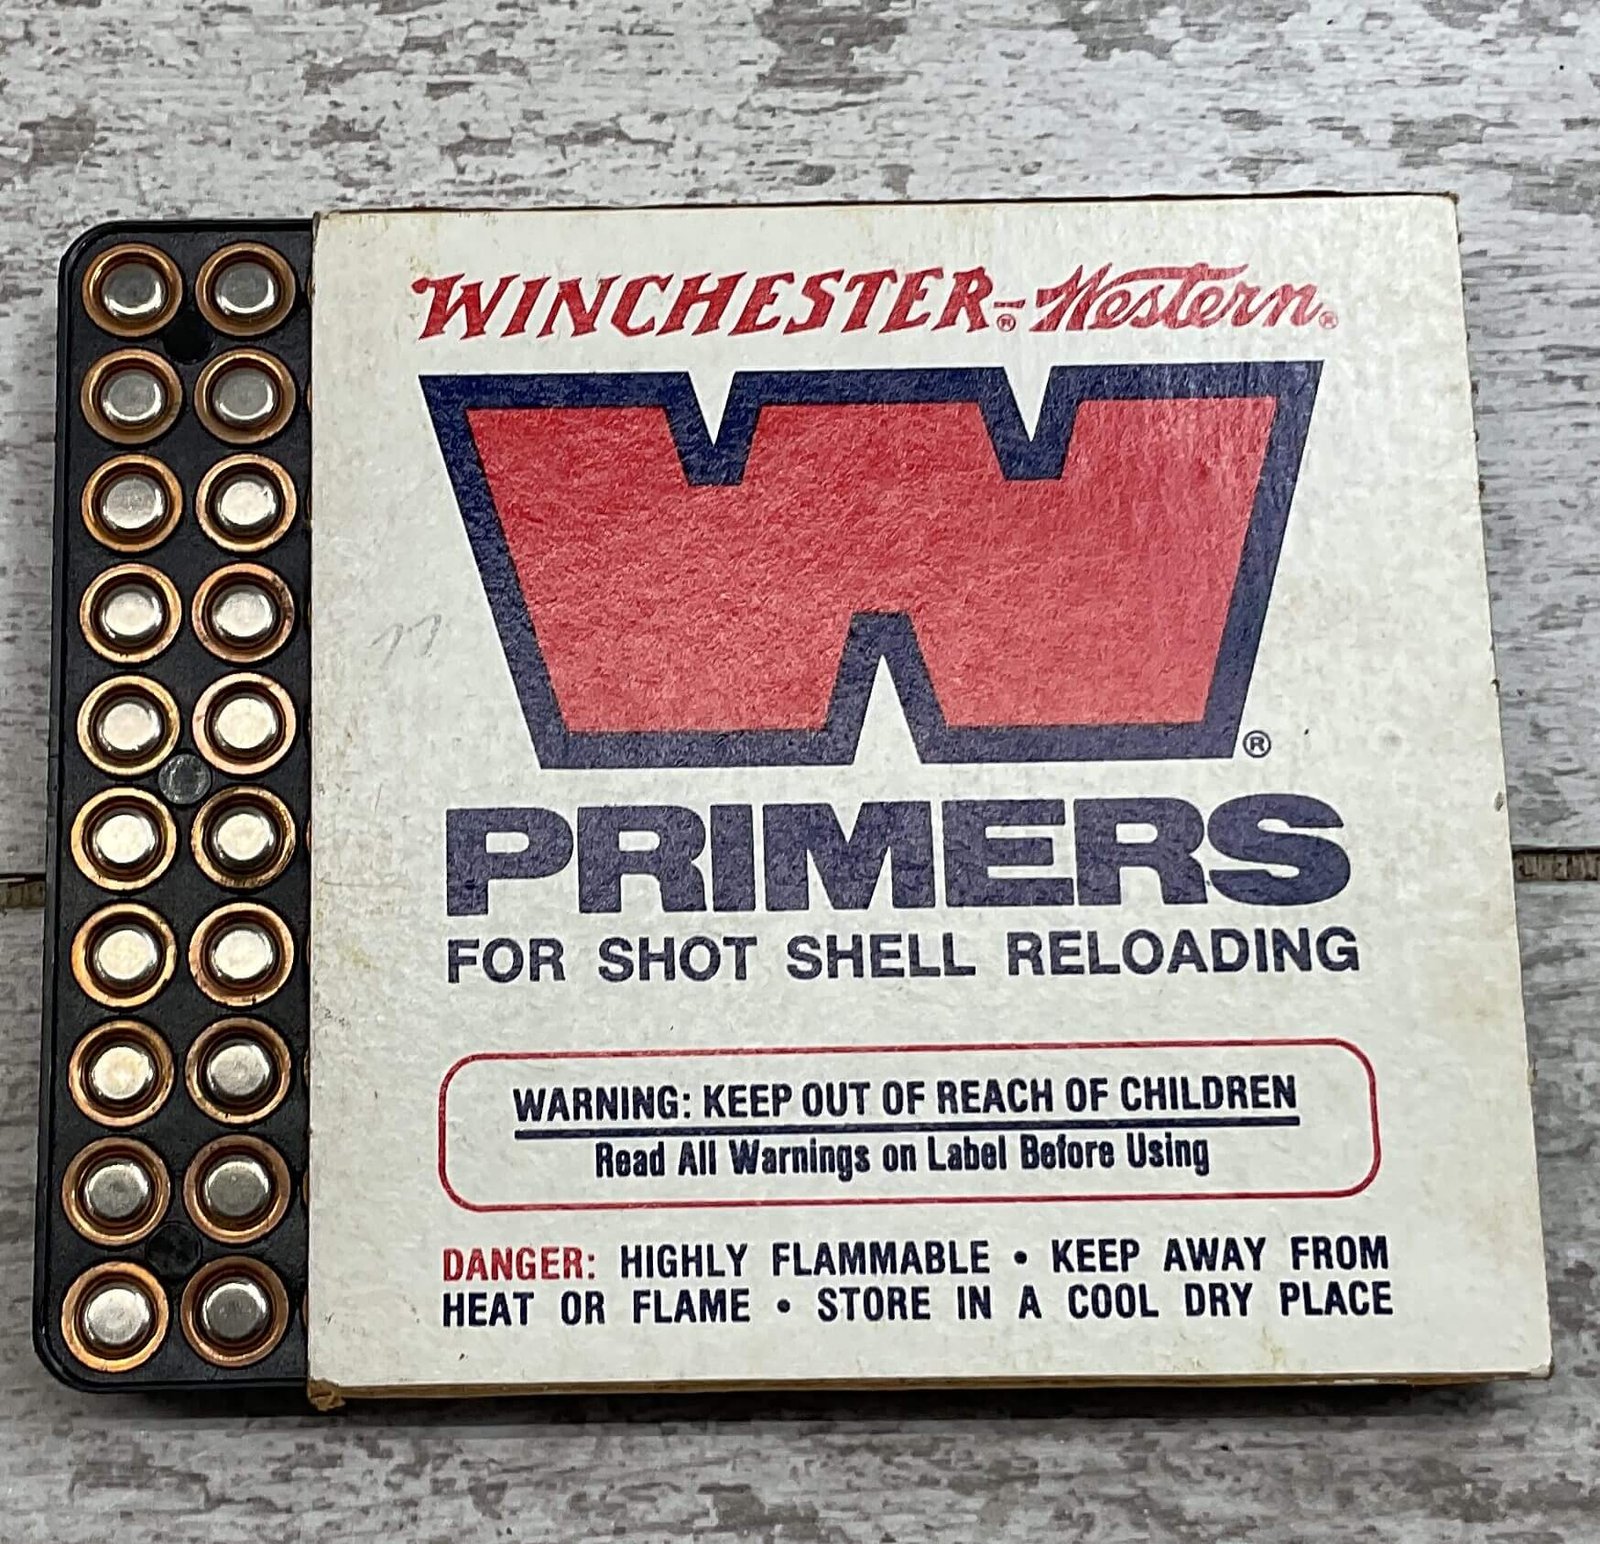 WINCHESTER®-Western®
W®
PRIMERS
FOR SHOT SHELL RELOADING
WARNING: KEEP OUT OF REACH OF CHILDREN
Read All Warnings on Label Before Using
DANGER: HIGHLY FLAMMABLE • KEEP AWAY FROM
HEAT OR FLAME • STORE IN A COOL DRY PLACE